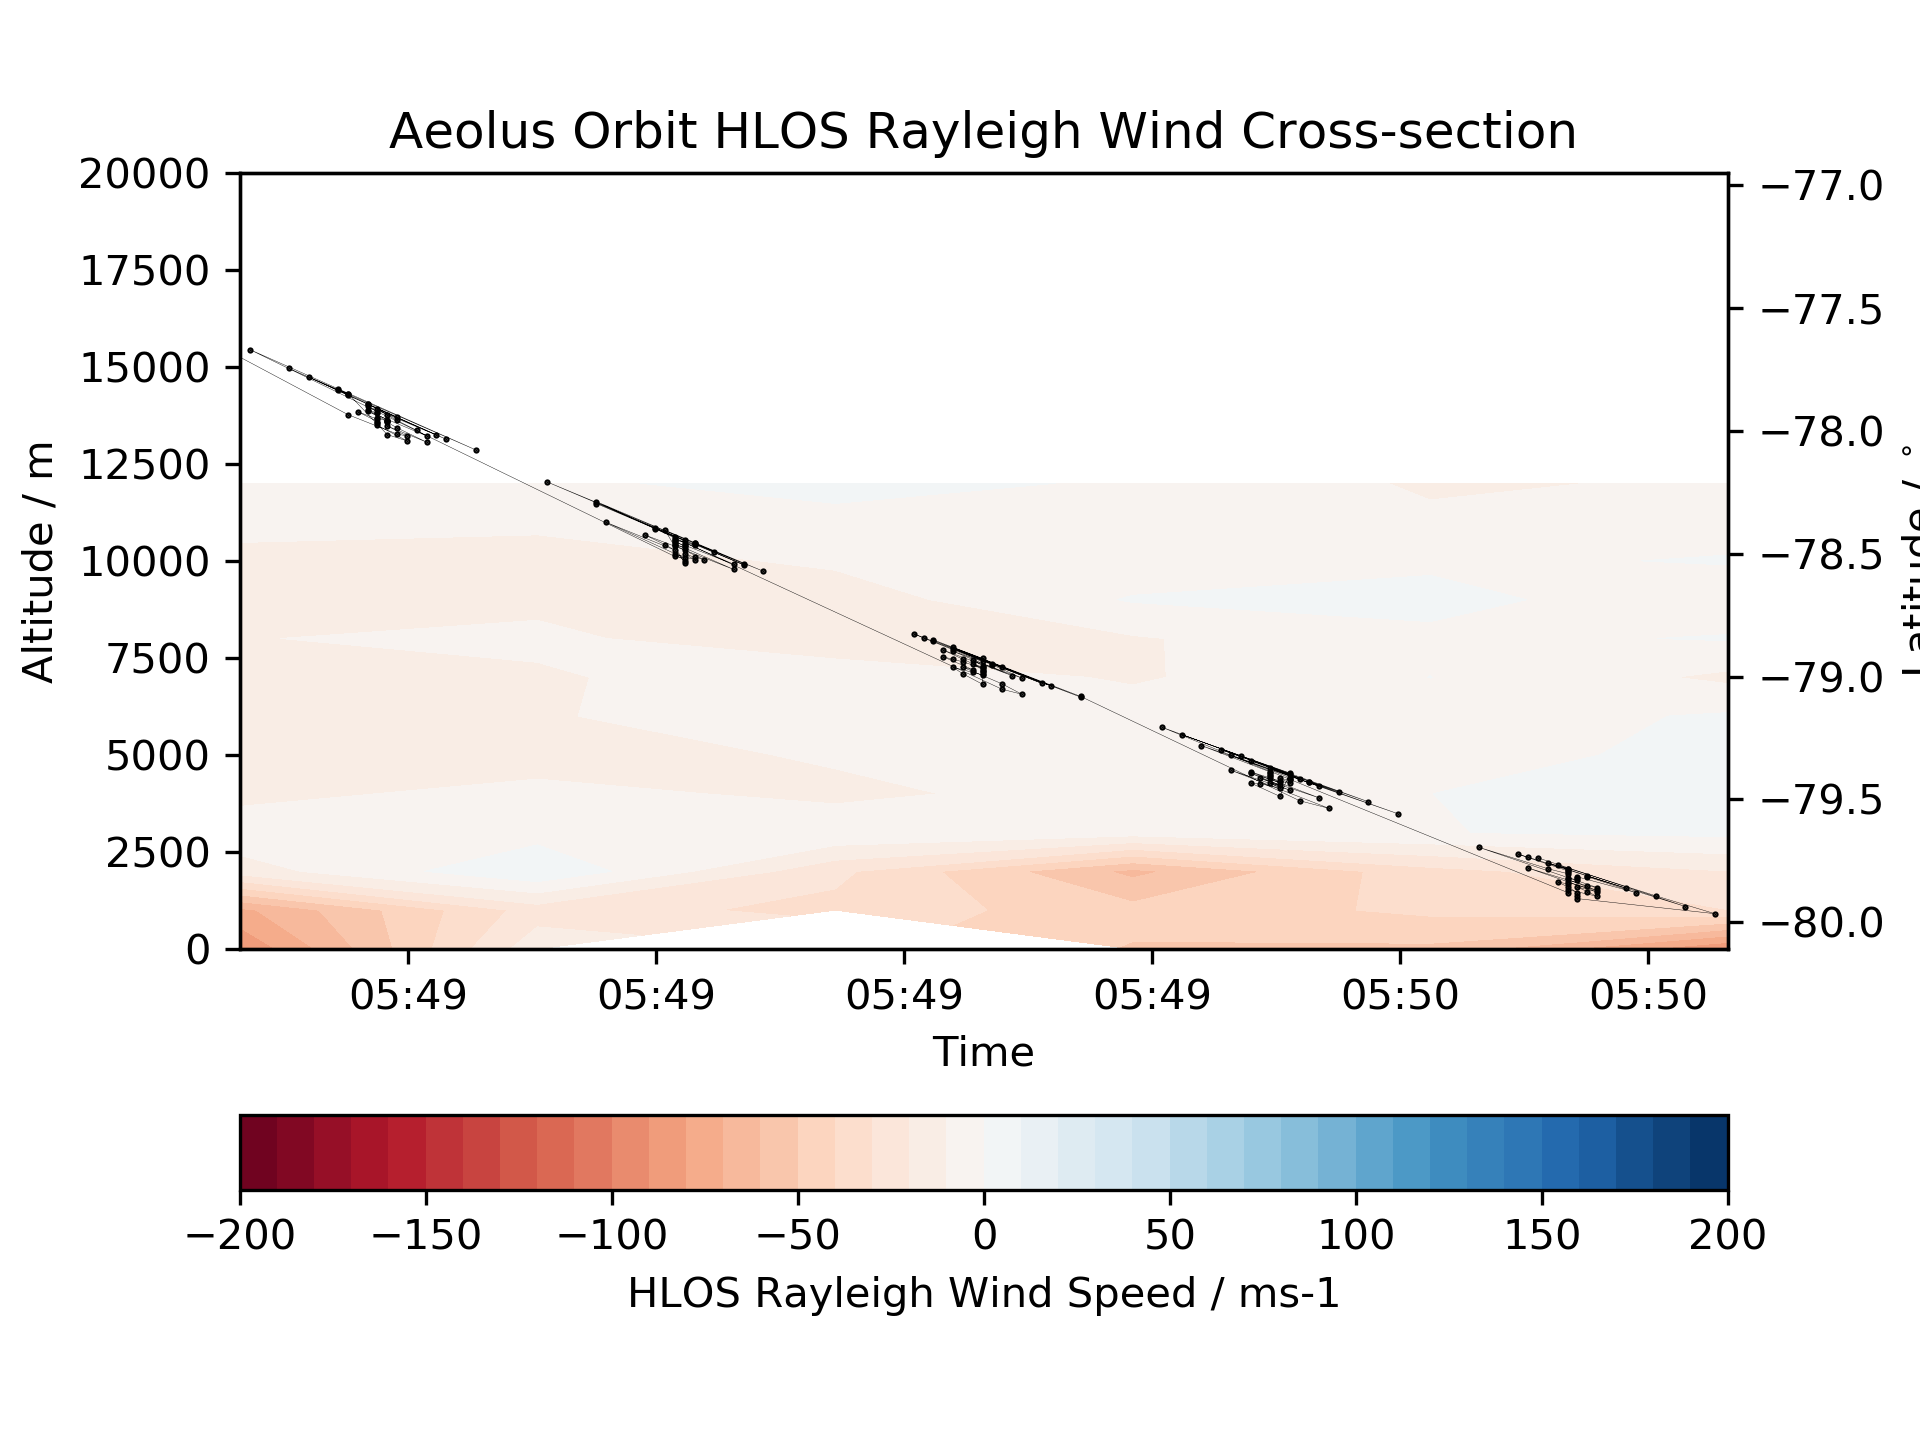 Aeolus Orbit HLOS Rayleigh Wind Cross-section
20000
17500
15000
12500
10000
7500
5000
2500
0
Altitude / m
−77.0
−77.5
−78.0
−78.5
−79.0
−79.5
−80.0
Latitude / °
05:49 05:49 05:49 05:49 05:50 05:50
Time
−200 −150 −100 −50 0 50 100 150 200
HLOS Rayleigh Wind Speed / ms-1